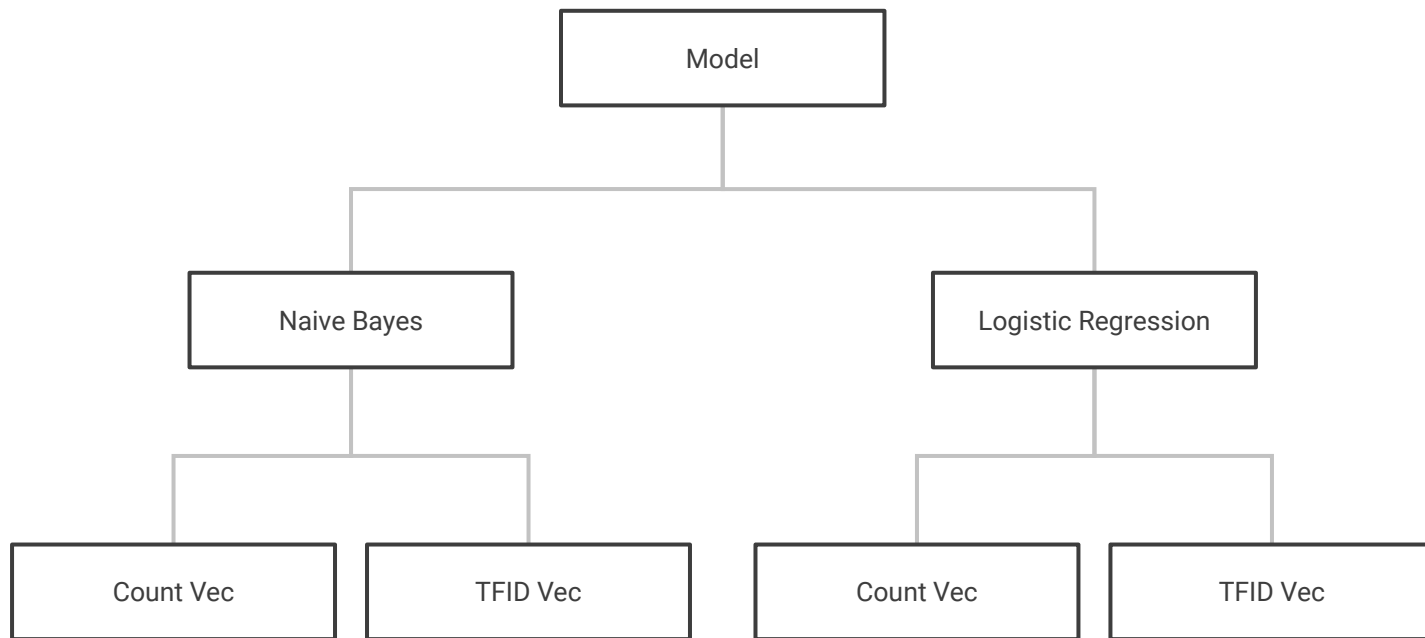 Model
Naive Bayes
Logistic Regression
Count Vec
TFID Vec
Count Vec
TFID Vec